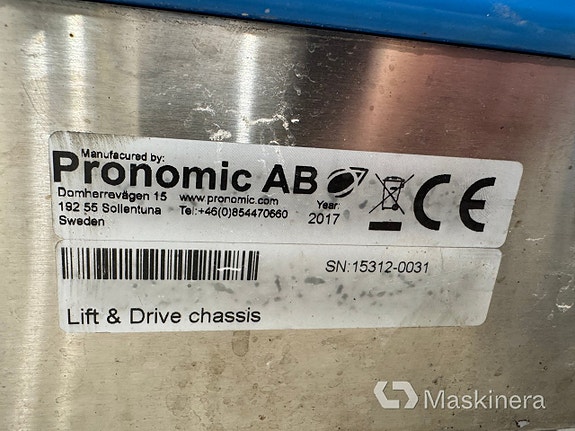 Manufacured by:
Pronomic AB
Domherrevägen 15 www.pronomic.com
192 55 Sollentuna Tel:+46(0)854470660
Sweden
Year:
2017
CE
SN:15312-0031
Lift & Drive chassis
Maskinera